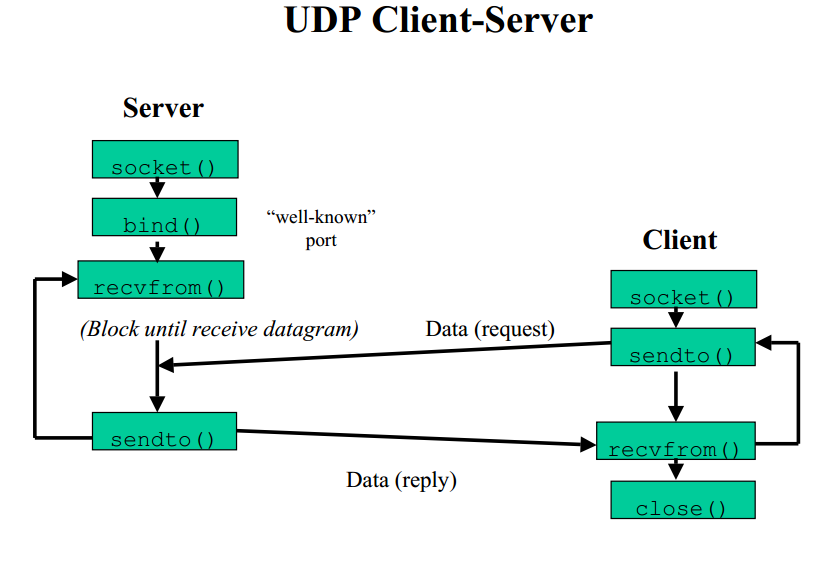 UDP Client-Server
Server
socket()
bind()
“well-known”
port
recvfrom()
(Block until receive datagram)
sendto()
Client
socket()
Data (request)
sendto()
recvfrom()
Data (reply)
close()